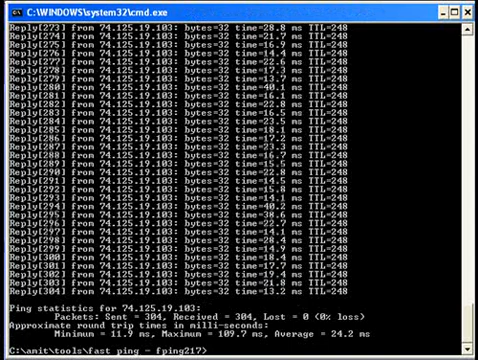 C:\WINDOWS\system32\cmd.exe
Reply[273] from 74.125.19.103: bytes=32 time=28.8 ms TTL=248
Reply[274] from 74.125.19.103: bytes=32 time=21.7 ms TTL=248
Reply[275] from 74.125.19.103: bytes=32 time=16.9 ms TTL=248
Reply[276] from 74.125.19.103: bytes=32 time=14.4 ms TTL=248
Reply[277] from 74.125.19.103: bytes=32 time=22.6 ms TTL=248
Reply[278] from 74.125.19.103: bytes=32 time=17.3 ms TTL=248
Reply[279] from 74.125.19.103: bytes=32 time=13.7 ms TTL=248
Reply[280] from 74.125.19.103: bytes=32 time=40.1 ms TTL=248
Reply[281] from 74.125.19.103: bytes=32 time=16.1 ms TTL=248
Reply[282] from 74.125.19.103: bytes=32 time=22.8 ms TTL=248
Reply[283] from 74.125.19.103: bytes=32 time=16.5 ms TTL=248
Reply[284] from 74.125.19.103: bytes=32 time=23.5 ms TTL=248
Reply[285] from 74.125.19.103: bytes=32 time=18.1 ms TTL=248
Reply[286] from 74.125.19.103: bytes=32 time=17.2 ms TTL=248
Reply[287] from 74.125.19.103: bytes=32 time=23.3 ms TTL=248
Reply[288] from 74.125.19.103: bytes=32 time=16.7 ms TTL=248
Reply[289] from 74.125.19.103: bytes=32 time=15.5 ms TTL=248
Reply[290] from 74.125.19.103: bytes=32 time=22.8 ms TTL=248
Reply[291] from 74.125.19.103: bytes=32 time=14.5 ms TTL=248
Reply[292] from 74.125.19.103: bytes=32 time=15.8 ms TTL=248
Reply[293] from 74.125.19.103: bytes=32 time=14.1 ms TTL=248
Reply[294] from 74.125.19.103: bytes=32 time=40.2 ms TTL=248
Reply[295] from 74.125.19.103: bytes=32 time=38.6 ms TTL=248
Reply[296] from 74.125.19.103: bytes=32 time=22.7 ms TTL=248
Reply[297] from 74.125.19.103: bytes=32 time=14.1 ms TTL=248
Reply[298] from 74.125.19.103: bytes=32 time=28.4 ms TTL=248
Reply[299] from 74.125.19.103: bytes=32 time=14.9 ms TTL=248
Reply[300] from 74.125.19.103: bytes=32 time=18.4 ms TTL=248
Reply[301] from 74.125.19.103: bytes=32 time=17.7 ms TTL=248
Reply[302] from 74.125.19.103: bytes=32 time=19.4 ms TTL=248
Reply[303] from 74.125.19.103: bytes=32 time=21.8 ms TTL=248
Reply[304] from 74.125.19.103: bytes=32 time=13.2 ms TTL=248
Ping statistics for 74.125.19.103:
Packets: Sent = 304, Received = 304, Lost = 0 (0% loss)
Approximate round trip times in milli-seconds:
Minimum = 11.9 ms, Maximum = 109.7 ms, Average = 24.2 ms
C:\amit\tools\fast ping - fping217>